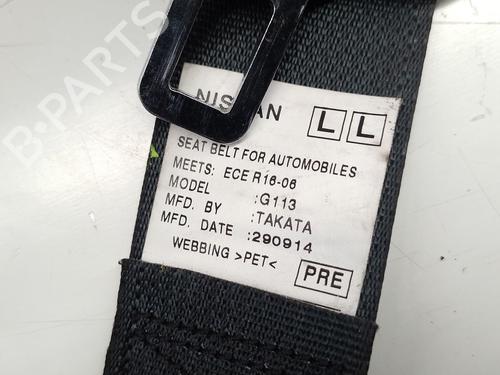 NISSAN L L
SEAT BELT FOR AUTOMOBILES
MEETS: ECE R16-06
MODEL :G113
MFD. BY :TAKATA
MFD. DATE :290914
WEBBING >PET<
PRE
B-PARTS